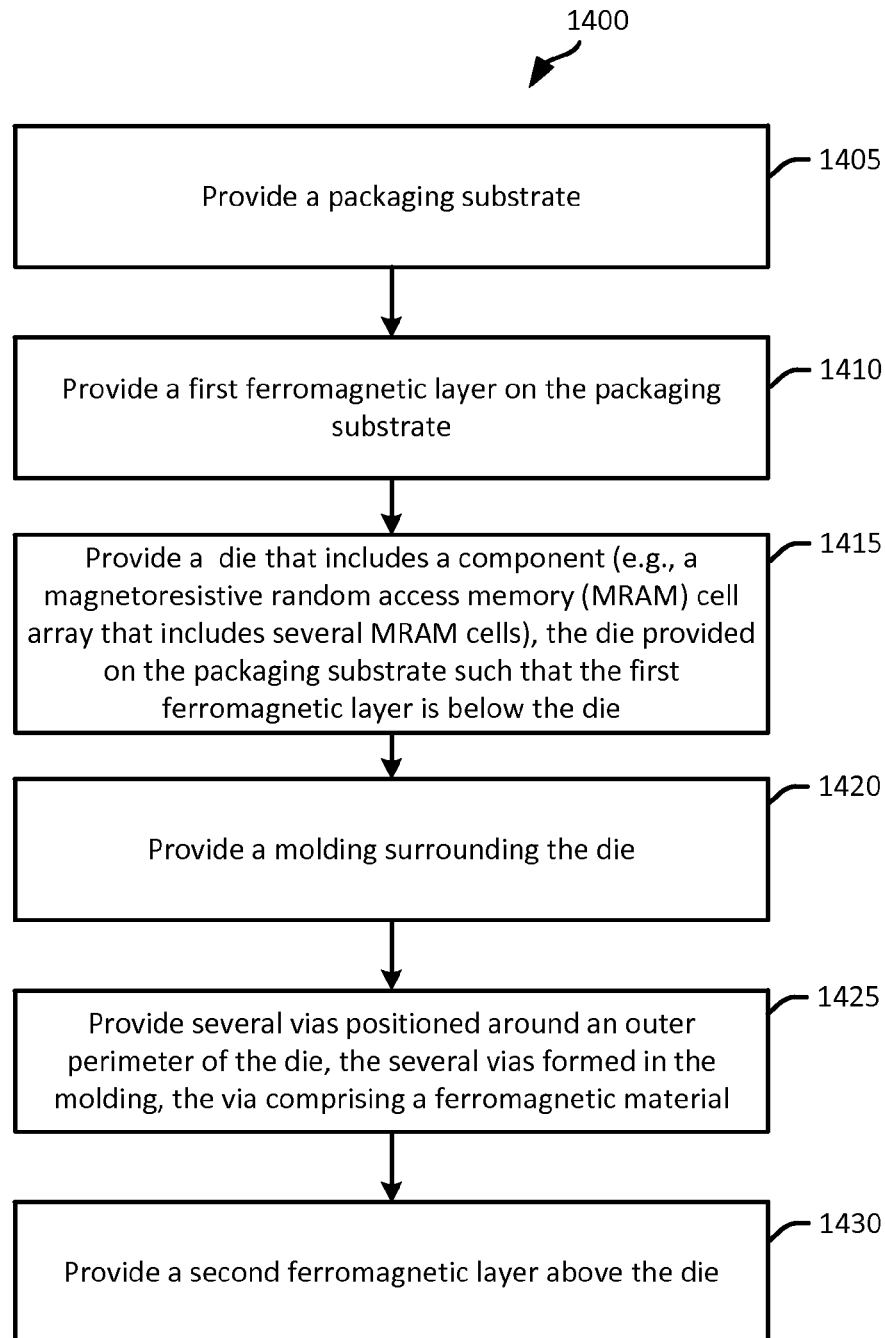 1400
Provide a packaging substrate
1405
Provide a first ferromagnetic layer on the packaging
substrate
1410
Provide a die that includes a component (e.g., a
magnetoresistive random access memory (MRAM) cell
array that includes several MRAM cells), the die provided
on the packaging substrate such that the first
ferromagnetic layer is below the die
1415
Provide a molding surrounding the die
1420
Provide several vias positioned around an outer
perimeter of the die, the several vias formed in the
molding, the via comprising a ferromagnetic material
1425
Provide a second ferromagnetic layer above the die
1430